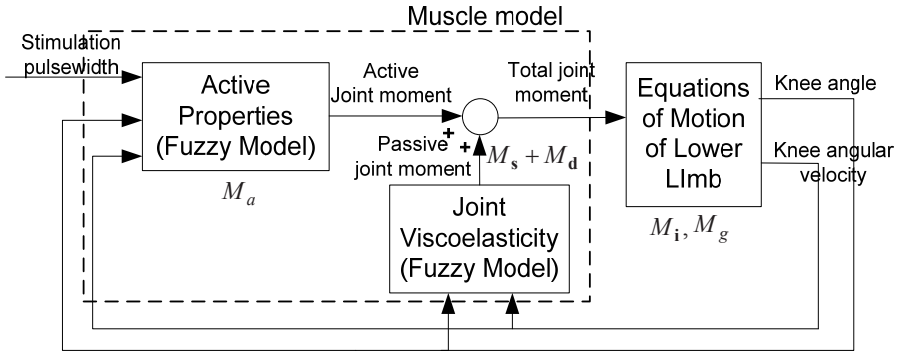 Muscle model
Stimulation
pulsewidth
Active
Properties
(Fuzzy Model)
M_a
Active
Joint moment
+
+
Passive
joint moment
M_s + M_d
Joint
Viscoelasticity
(Fuzzy Model)
Total joint
moment
Equations
of Motion
of Lower
LImb
M_i, M_g
Knee angle
Knee angular
velocity